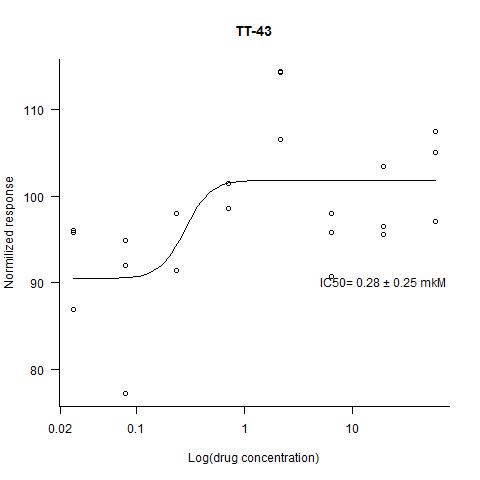 TT-43
Normilized response
110
100
90
80
IC50= 0.28 ± 0.25 mkM
0.02 0.1 1 10
Log(drug concentration)